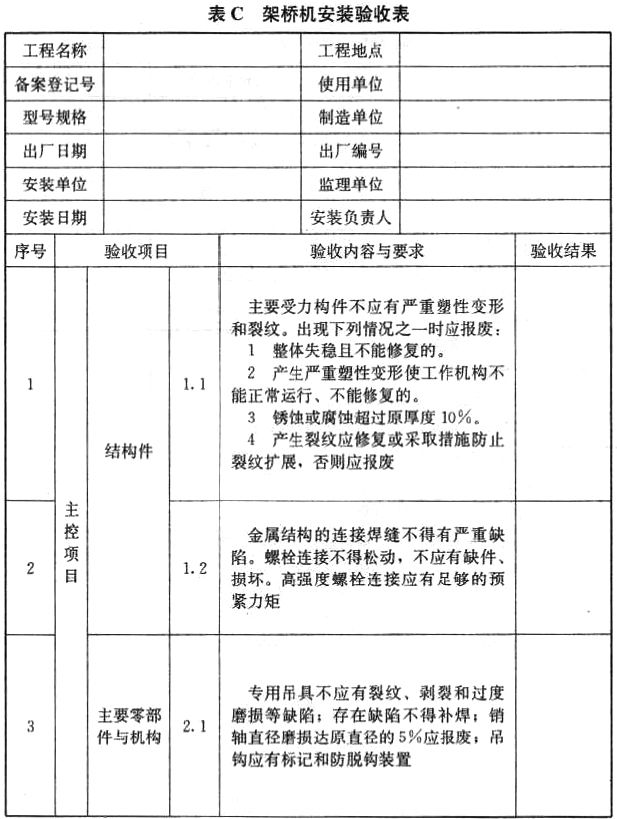 表 C 架桥机安装验收表
工程名称 工程地点
备案登记号 使用单位
型号规格 制造单位
出厂日期 出厂编号
安装单位 监理单位
安装日期 安装负责人
序号 验收项目 验收内容与要求 验收结果
1
主控项目
结构件
1.1
主要受力构件不应有严重塑性变形
和裂纹。出现下列情况之一时应报废：
1 整体失稳且不能修复的。
2 产生严重塑性变形使工作机构不
能正常运行、不能修复的。
3 锈蚀或腐蚀超过原厚度 10%。
4 产生裂纹应修复或采取措施防止
裂纹扩展，否则应报废
2
1.2
金属结构的连接焊缝不得有严重缺
陷。螺栓连接不得松动，不应有缺件、
损坏。高强度螺栓连接应有足够的预
紧力矩
3
主要零部
件与机构
2.1
专用吊具不应有裂纹、剥裂和过度
磨损等缺陷；存在缺陷不得补焊；销
轴直径磨损达原直径的5%应报废；吊
钩应有标记和防脱钩装置